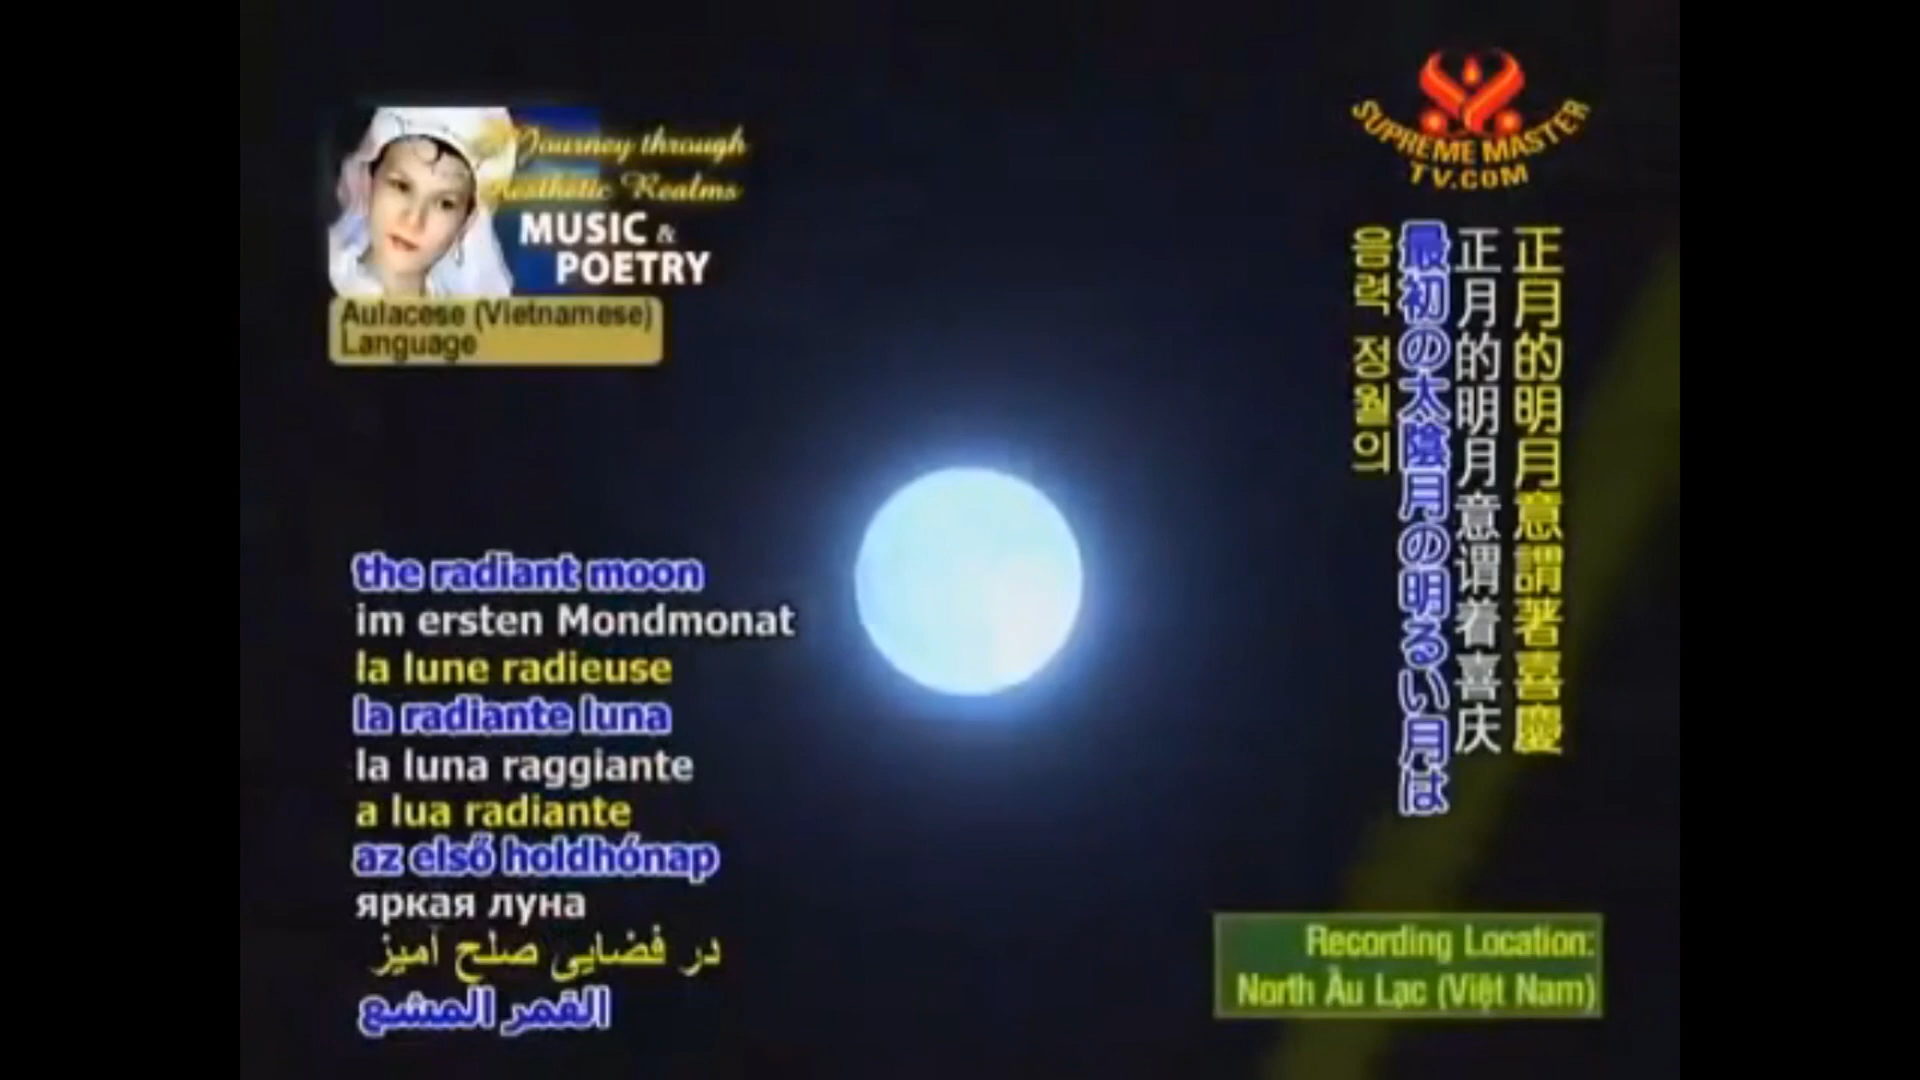 A Journey through
Aesthetic Realms
MUSIC &
POETRY
Aulacese (Vietnamese)
Language
SUPREME MASTER
TV.COM
正月的明月意謂著喜慶
正月的明月意谓着喜庆
最初の太陰月の明るい月は
음력 정월의
the radiant moon
im ersten Mondmonat
la lune radieuse
la radiante luna
la luna raggiante
a lua radiante
az első holdhónap
яркая луна
در فضایی صلح آمیز
القمر المشع
Recording Location:
North Âu Lạc (Việt Nam)